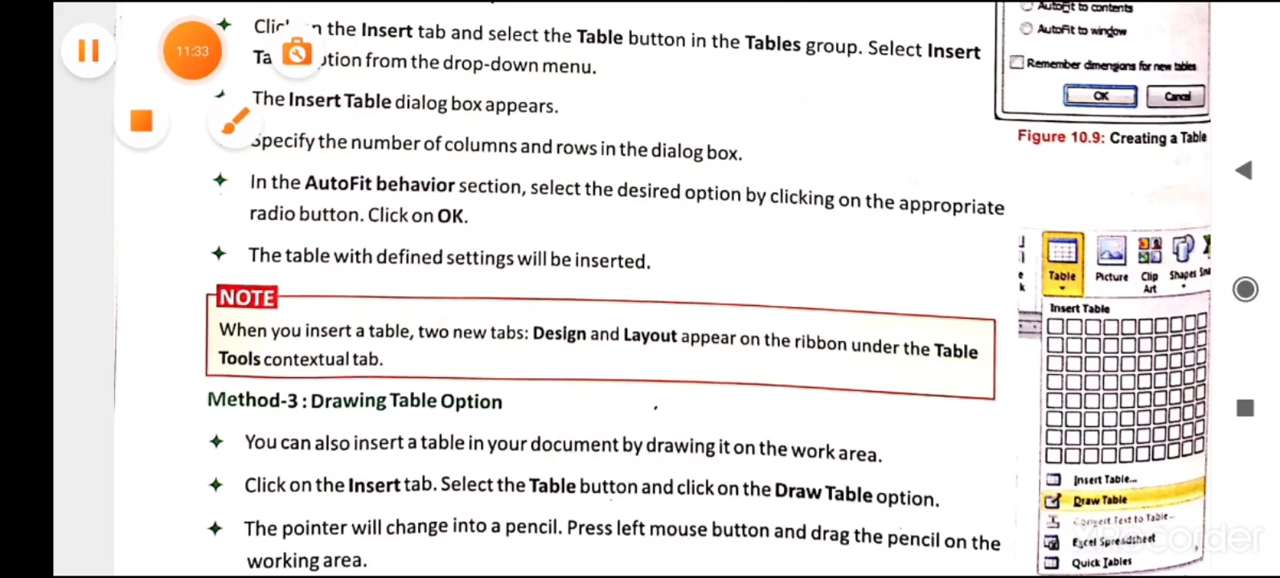 AutoFit to contents
AutoFit to window
Remember dimensions for new tables
OK Cancel
Figure 10.9: Creating a Table
11:33
the Insert tab and select the Table button in the Tables group. Select Insert
from the drop-down menu.
The Insert Table dialog box appears.
Specify the number of columns and rows in the dialog box.
In the AutoFit behavior section, select the desired option by clicking on the appropriate
radio button. Click on OK.
The table with defined settings will be inserted.
NOTE
When you insert a table, two new tabs: Design and Layout appear on the ribbon under the Table
Tools contextual tab.
Method-3 : Drawing Table Option
You can also insert a table in your document by drawing it on the work area.
Click on the Insert tab. Select the Table button and click on the Draw Table option.
The pointer will change into a pencil. Press left mouse button and drag the pencil on the
working area.
Table Picture Clip Shapes
Art
Insert Table
Insert Table...
Draw Table
Convert Text to Table...
Excel Spreadsheet
Quick Tables